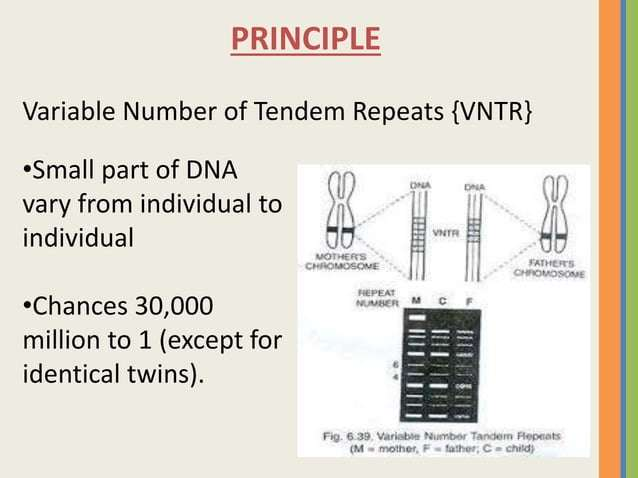 PRINCIPLE
Variable Number of Tendem Repeats {VNTR}
•Small part of DNA
vary from individual to
individual
•Chances 30,000
million to 1 (except for
identical twins).
DNA DNA
VNTR
MOTHER'S
CHROMOSOME
FATHER'S
CHROMOSOME
REPEAT
NUMBER
M C F
6
4
Fig. 6.39. Variable Number Tandem Repeats
(M = mother, F = father; C = child)